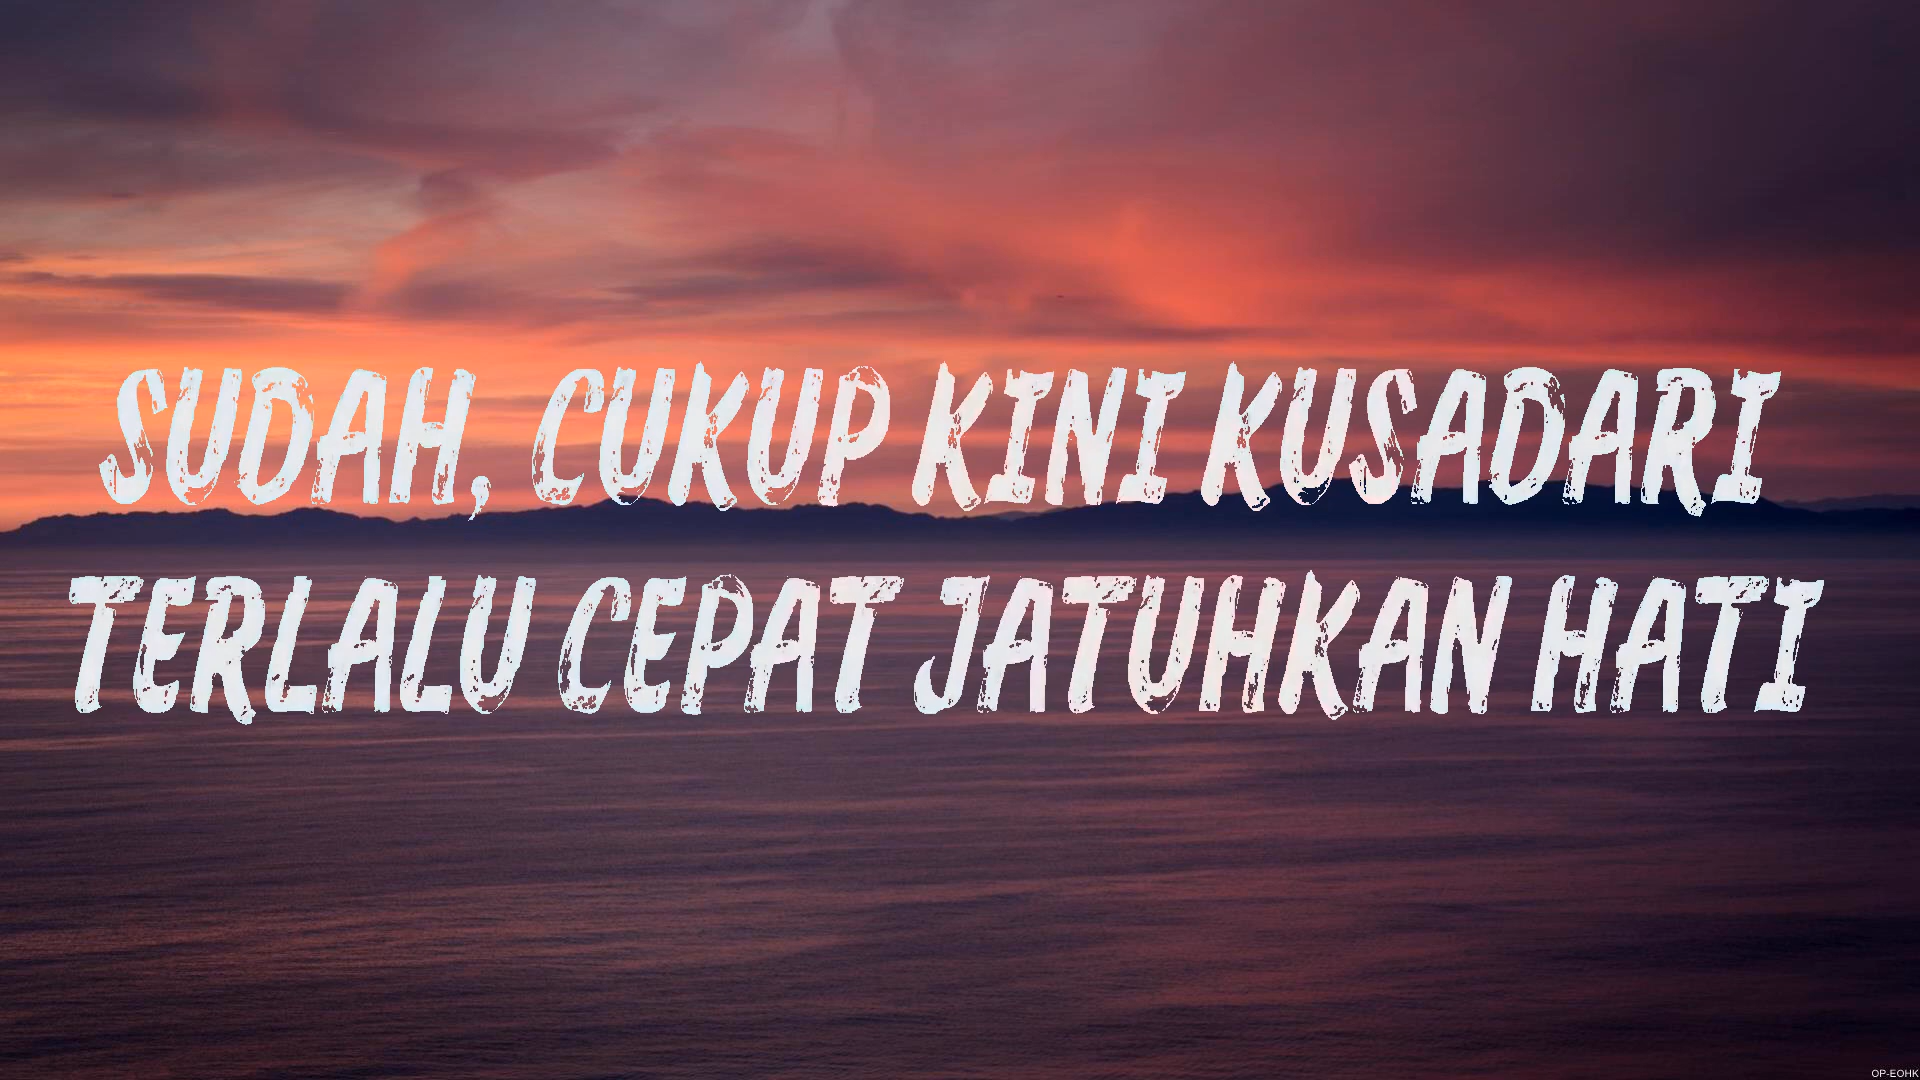 SUDAH, CUKUP KINI KUSADARI
TERLALU CEPAT JATUHKAN HATI
OP-EOHK